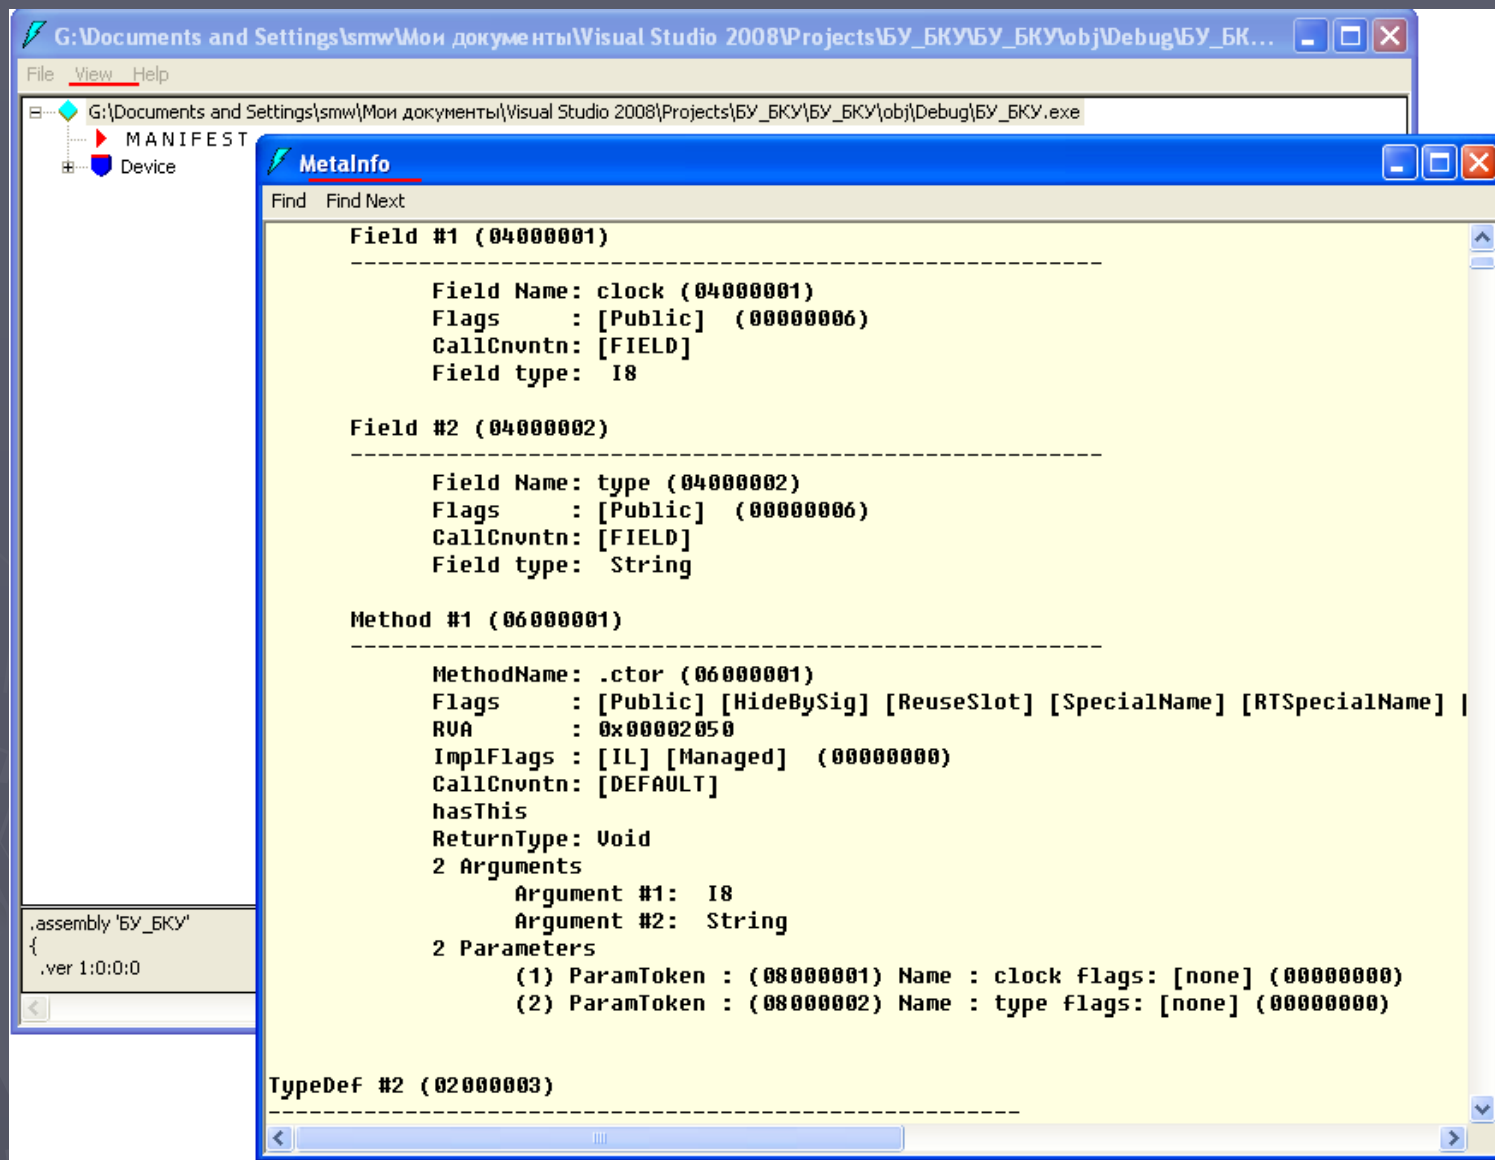 G:\Documents and Settings\smw\Мои документы\Visual Studio 2008\Projects\БУ_БКУ\БУ_БКУ\obj\Debug\БУ_БК...
File View Help
G:\Documents and Settings\smw\Мои документы\Visual Studio 2008\Projects\БУ_БКУ\БУ_БКУ\obj\Debug\БУ_БКУ.exe
MANIFEST
Device
MetaInfo
Find Find Next
Field #1 (04000001)
-------------------------------------------------------
Field Name: clock (04000001)
Flags : [Public] (00000006)
CallCnvntn: [FIELD]
Field type: I8
Field #2 (04000002)
-------------------------------------------------------
Field Name: type (04000002)
Flags : [Public] (00000006)
CallCnvntn: [FIELD]
Field type: String
Method #1 (06000001)
-------------------------------------------------------
MethodName: .ctor (06000001)
Flags : [Public] [HideBySig] [ReuseSlot] [SpecialName] [RTSpecialName]
RVA : 0x00002050
ImplFlags : [IL] [Managed] (00000000)
CallCnvntn: [DEFAULT]
hasThis
ReturnType: Void
2 Arguments
Argument #1: I8
Argument #2: String
2 Parameters
(1) ParamToken : (08000001) Name : clock flags: [none] (00000000)
(2) ParamToken : (08000002) Name : type flags: [none] (00000000)
TypeDef #2 (02000003)
-------------------------------------------------------
.assembly 'БУ_БКУ'
{
.ver 1:0:0:0